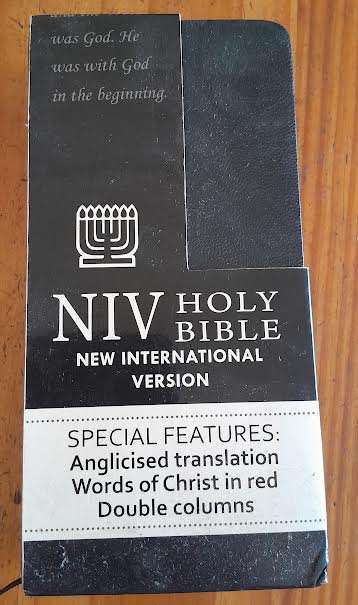 was God. He
was with God
in the beginning.
NIV HOLY
BIBLE
NEW INTERNATIONAL
VERSION
SPECIAL FEATURES:
Anglicised translation
Words of Christ in red
Double columns